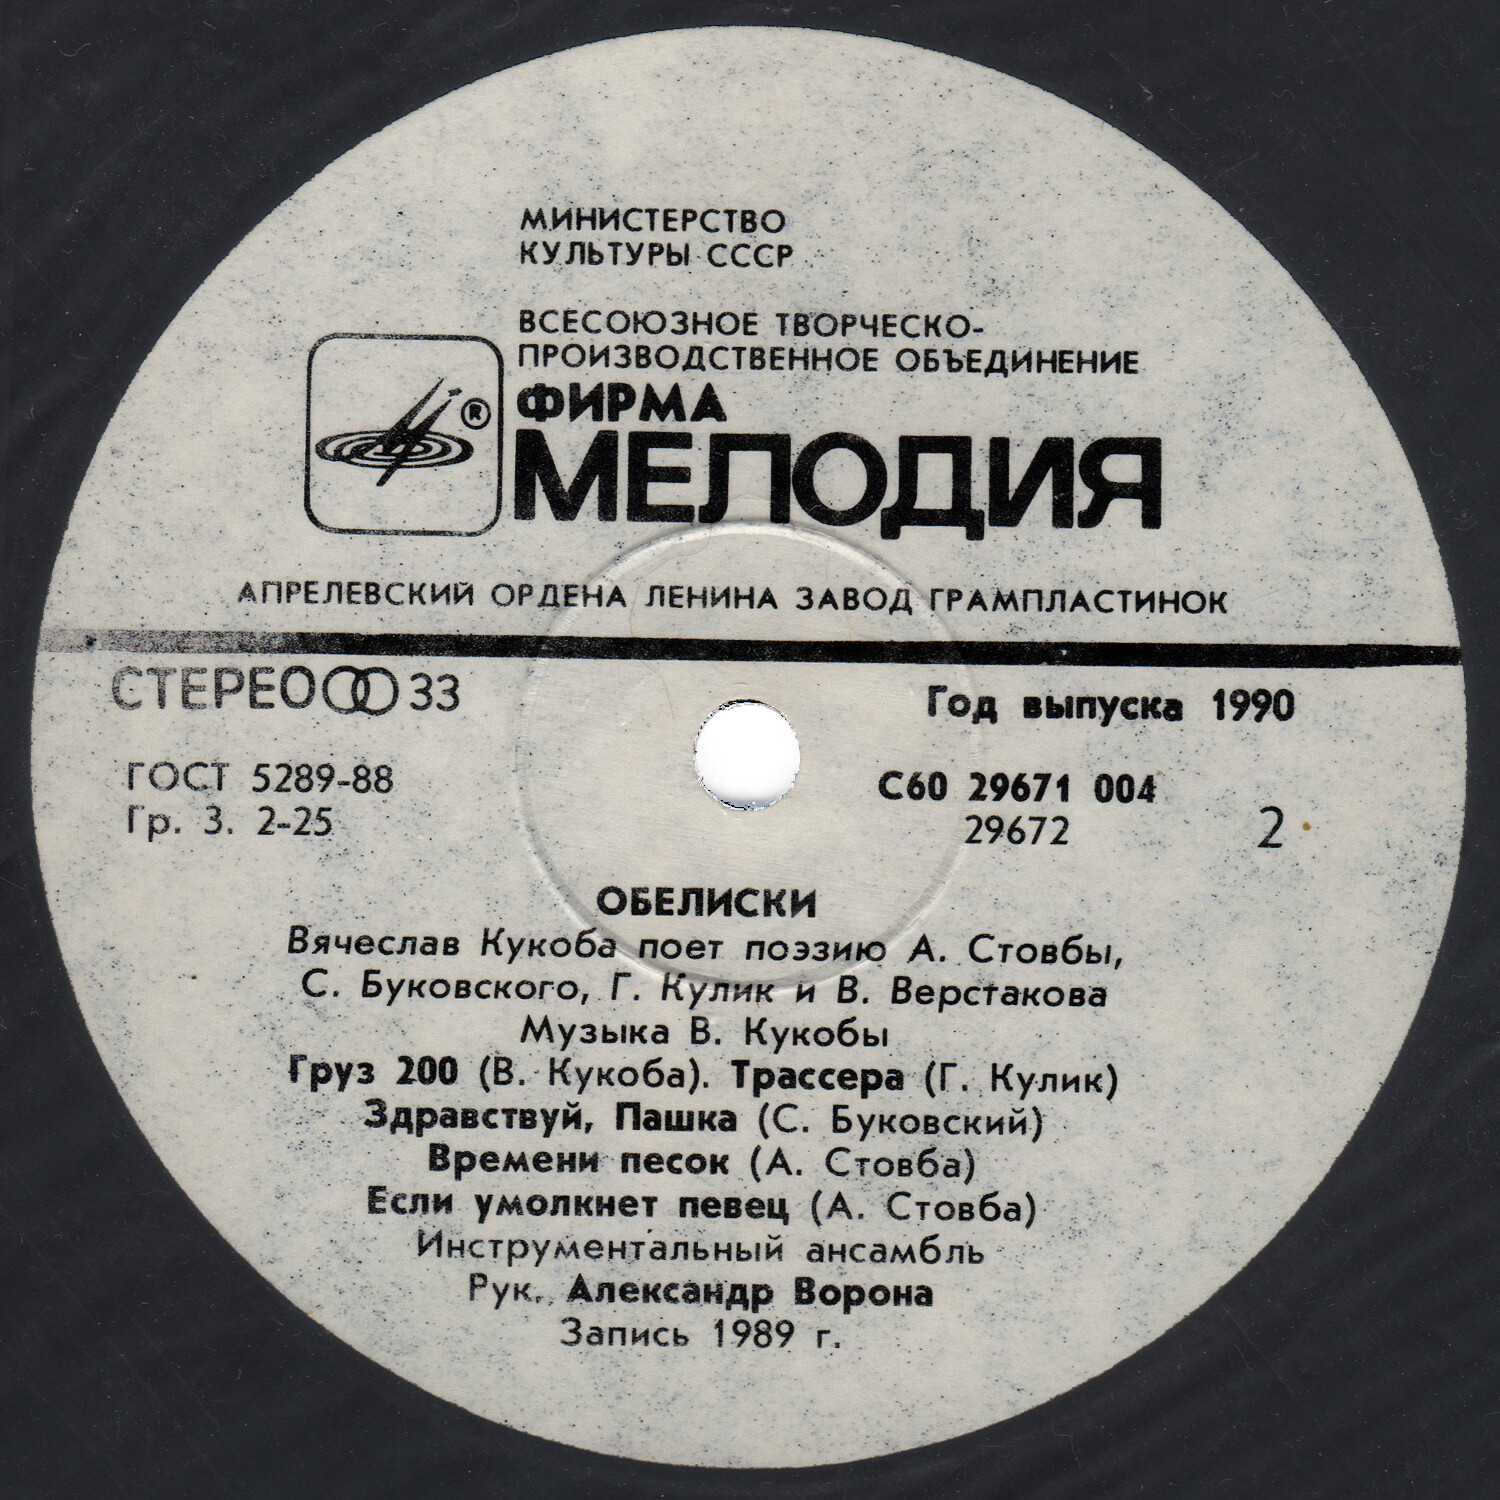 МИНИСТЕРСТВО
КУЛЬТУРЫ СССР
ВСЕСОЮЗНОЕ ТВОРЧЕСКО-
ПРОИЗВОДСТВЕННОЕ ОБЪЕДИНЕНИЕ
ФИРМА
®
МЕЛОДИЯ
АПРЕЛЕВСКИЙ ОРДЕНА ЛЕНИНА ЗАВОД ГРАМПЛАСТИНОК
СТЕРЕО 33
Год выпуска 1990
ГОСТ 5289-88
Гр. 3. 2-25
С60 29671 004
29672
2
ОБЕЛИСКИ
Вячеслав Кукоба поет поэзию А. Стовбы,
С. Буковского, Г. Кулик и В. Верстакова
Музыка В. Кукобы
Груз 200 (В. Кукоба). Трассера (Г. Кулик)
Здравствуй, Пашка (С. Буковский)
Времени песок (А. Стовба)
Если умолкнет певец (А. Стовба)
Инструментальный ансамбль
Рук. Александр Ворона
Запись 1989 г.